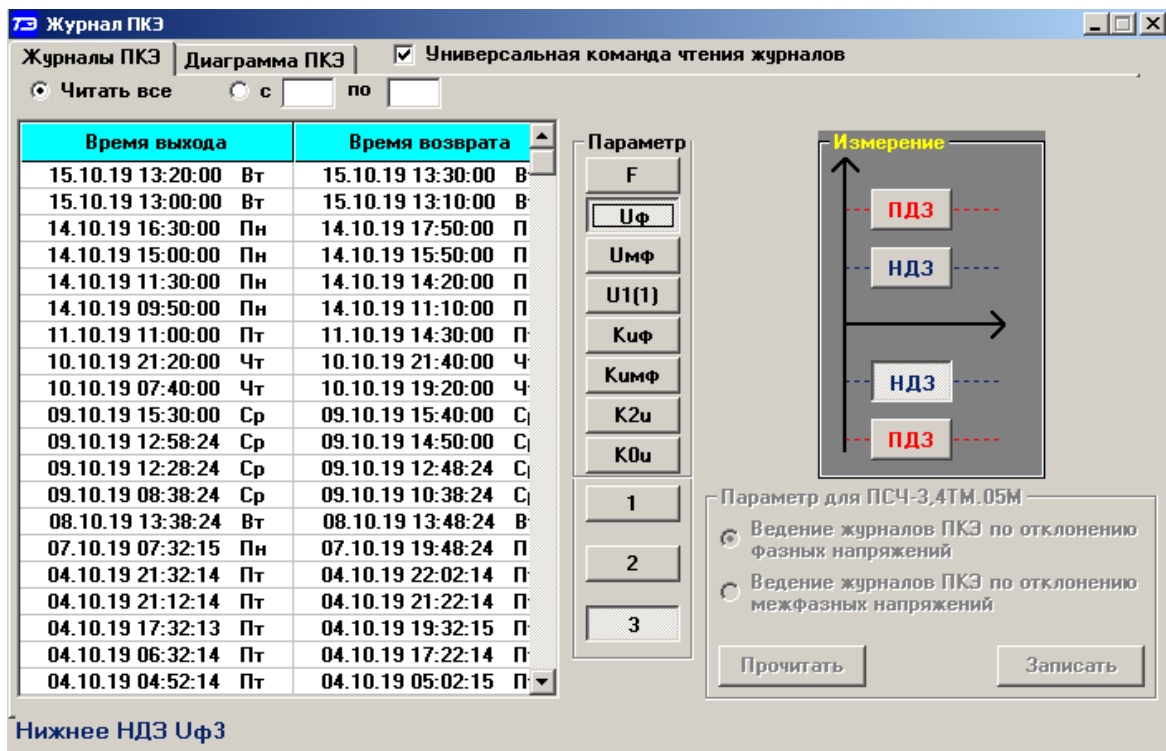 ТЭ Журнал ПКЭ
Журналы ПКЭ Диаграмма ПКЭ Универсальная команда чтения журналов
Читать все с по
Время выхода Время возврата
15.10.19 13:20:00 Вт 15.10.19 13:30:00
15.10.19 13:00:00 Вт 15.10.19 13:10:00
14.10.19 16:30:00 Пн 14.10.19 17:50:00
14.10.19 15:00:00 Пн 14.10.19 15:50:00
14.10.19 11:30:00 Пн 14.10.19 14:20:00
14.10.19 09:50:00 Пн 14.10.19 11:10:00
11.10.19 11:00:00 Пт 11.10.19 14:30:00
10.10.19 21:20:00 Чт 10.10.19 21:40:00
10.10.19 07:40:00 Чт 10.10.19 19:20:00
09.10.19 15:30:00 Ср 09.10.19 15:40:00
09.10.19 12:58:24 Ср 09.10.19 14:50:00
09.10.19 12:28:24 Ср 09.10.19 12:48:24
09.10.19 08:38:24 Ср 09.10.19 10:38:24
08.10.19 13:38:24 Вт 08.10.19 13:48:24
07.10.19 07:32:15 Пн 07.10.19 19:48:24
04.10.19 21:32:14 Пт 04.10.19 22:02:14
04.10.19 21:12:14 Пт 04.10.19 21:22:14
04.10.19 17:32:13 Пт 04.10.19 19:32:15
04.10.19 06:32:14 Пт 04.10.19 17:22:14
04.10.19 04:52:14 Пт 04.10.19 05:02:15
Параметр
F
Uф
Uмф
U1(1)
Kuф
Kuмф
K2u
K0u
1
2
3
Измерение
ПДЗ
НДЗ
НДЗ
ПДЗ
Параметр для ПСЧ-3,4ТМ.05М
Ведение журналов ПКЭ по отклонению
фазных напряжений
Ведение журналов ПКЭ по отклонению
межфазных напряжений
Прочитать Записать
Нижнее НДЗ Uф3